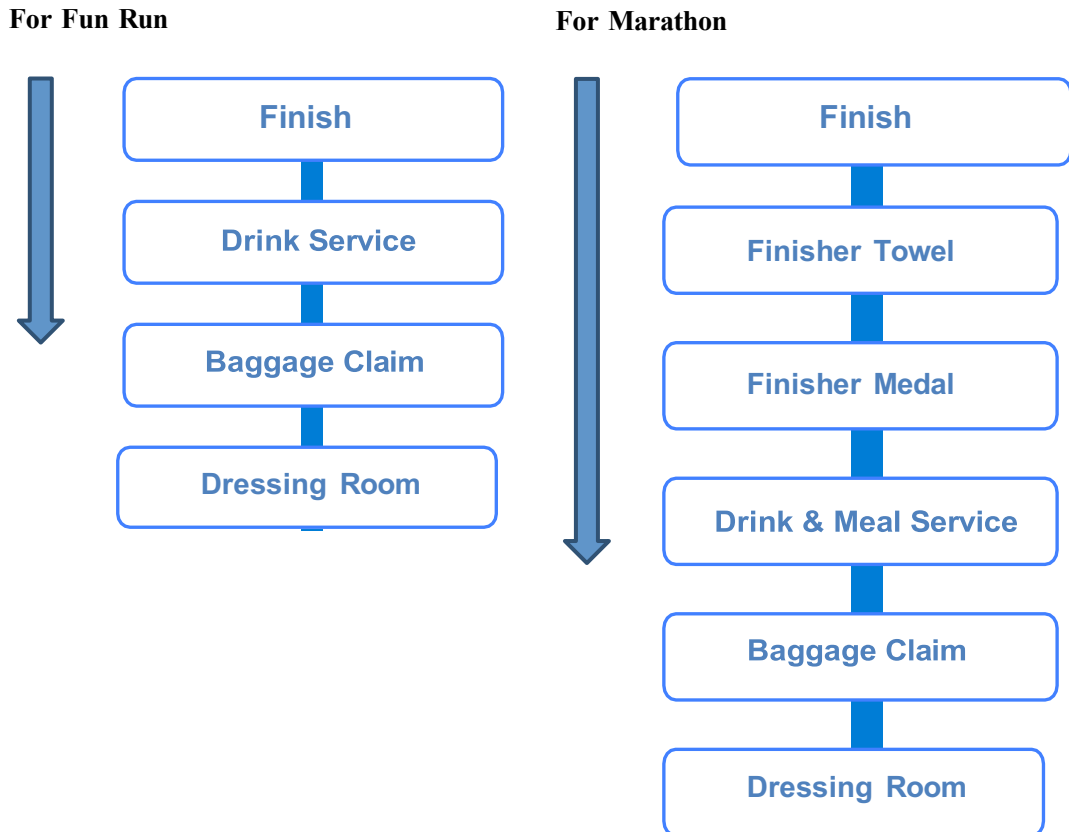 For Fun Run
Finish
Drink Service
Baggage Claim
Dressing Room
For Marathon
Finish
Finisher Towel
Finisher Medal
Drink & Meal Service
Baggage Claim
Dressing Room